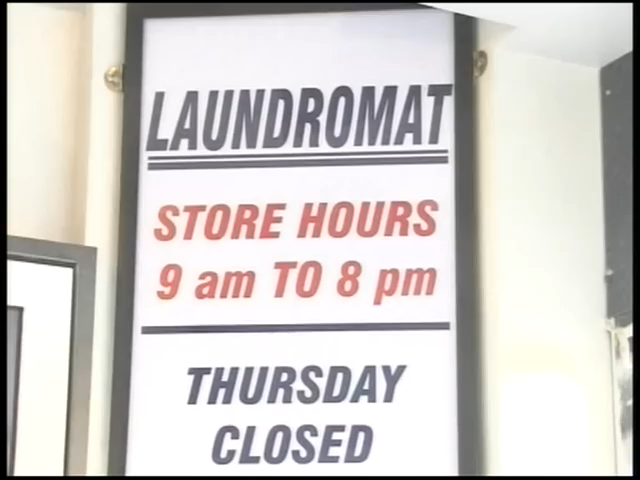 LAUNDROMAT
STORE HOURS
9 am TO 8 pm
THURSDAY
CLOSED